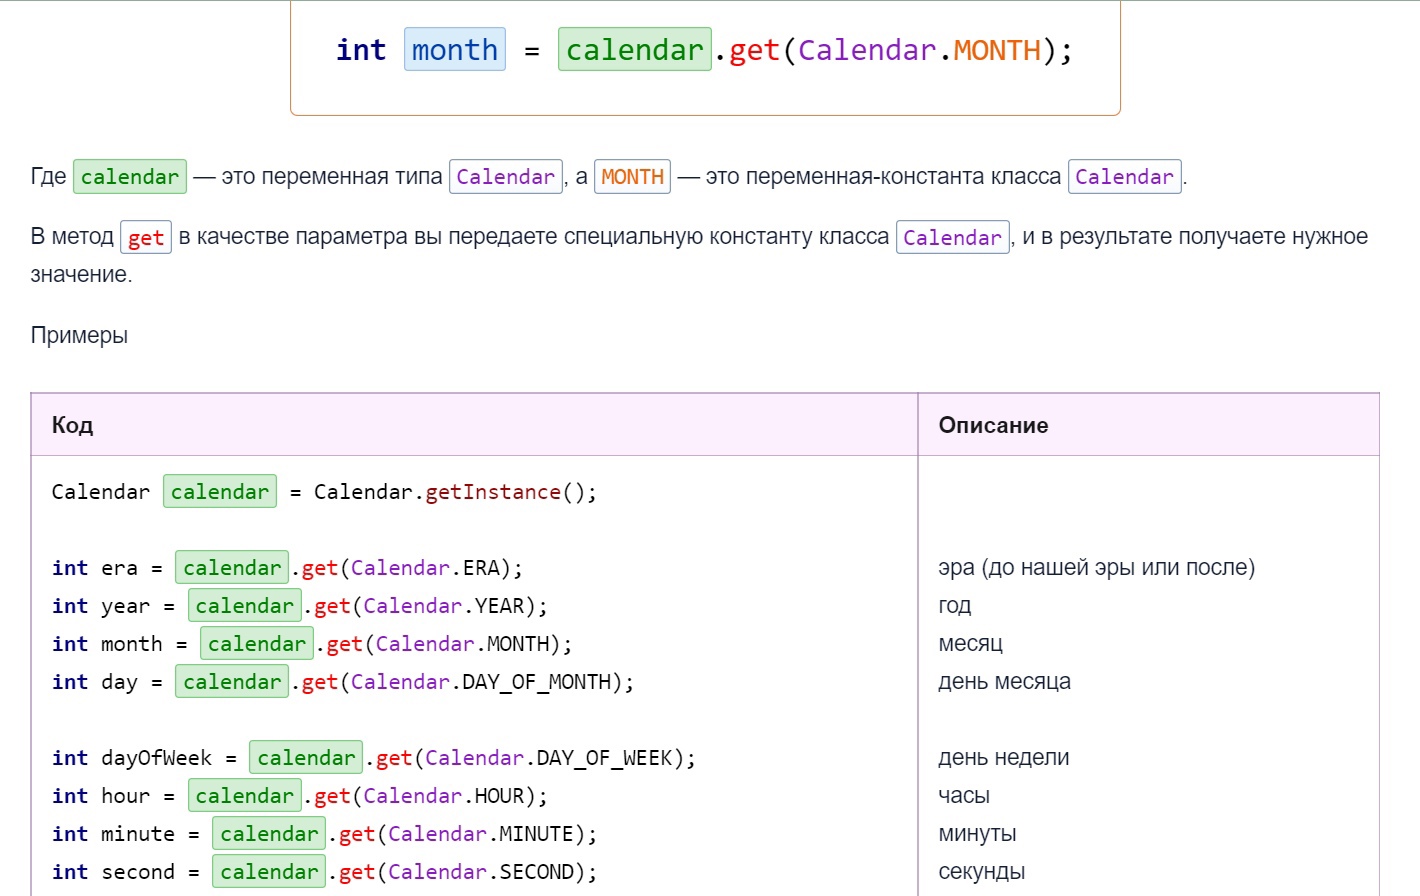 int month = calendar.get(Calendar.MONTH);
Где calendar — это переменная типа Calendar, а MONTH — это переменная-константа класса Calendar.
В метод get в качестве параметра вы передаете специальную константу класса Calendar, и в результате получаете нужное
значение.
Примеры
Код Описание
Calendar calendar = Calendar.getInstance();
int era = calendar.get(Calendar.ERA); эра (до нашей эры или после)
int year = calendar.get(Calendar.YEAR); год
int month = calendar.get(Calendar.MONTH); месяц
int day = calendar.get(Calendar.DAY_OF_MONTH); день месяца
int dayOfWeek = calendar.get(Calendar.DAY_OF_WEEK); день недели
int hour = calendar.get(Calendar.HOUR); часы
int minute = calendar.get(Calendar.MINUTE); минуты
int second = calendar.get(Calendar.SECOND); секунды